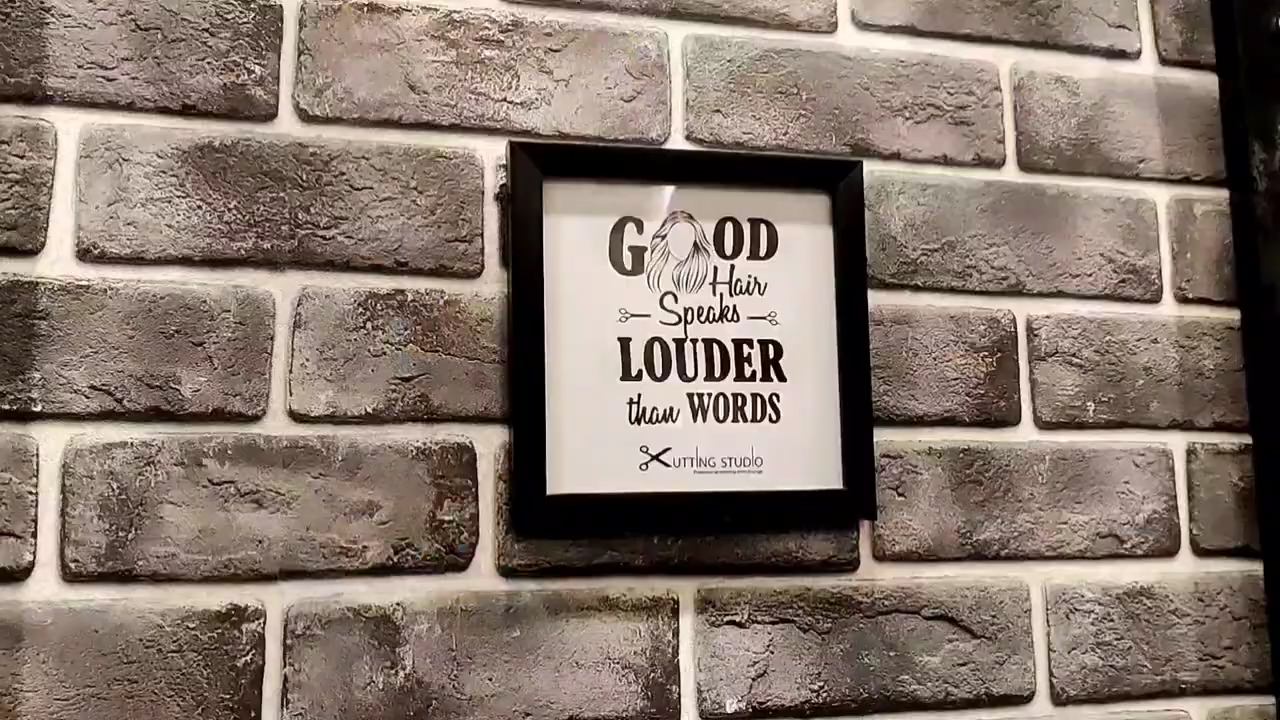 GOOD
Hair
Speaks
LOUDER
than WORDS
KUTTING STUDIO